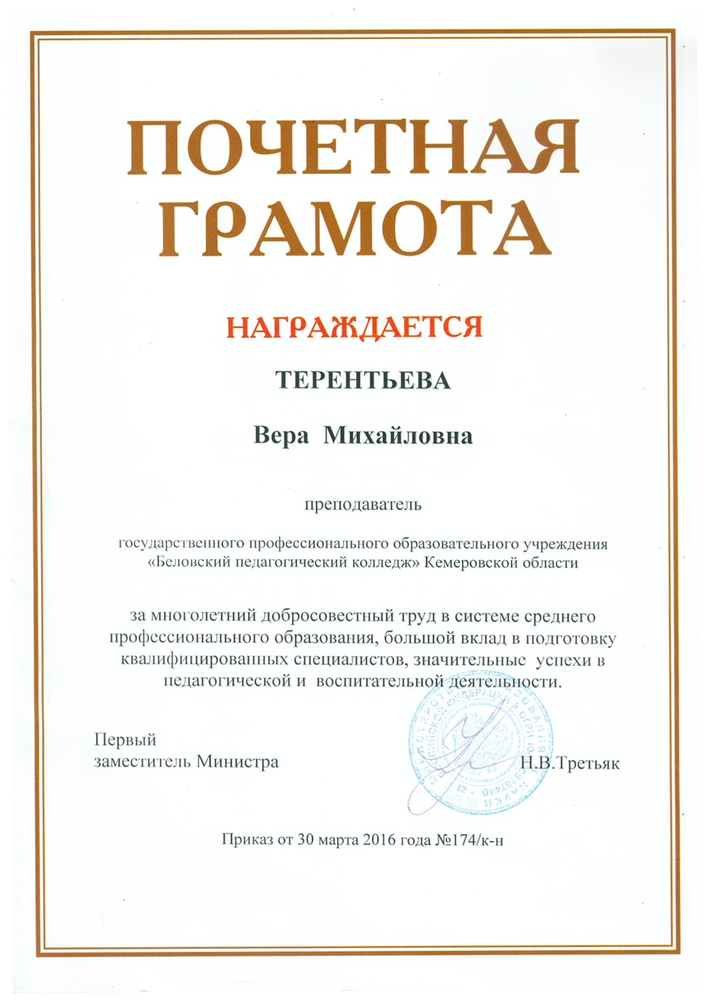 ПОЧЕТНАЯ
ГРАМОТА
НАГРАЖДАЕТСЯ
ТЕРЕНТЬЕВА
Вера Михайловна
преподаватель
государственного профессионального образовательного учреждения
«Беловский педагогический колледж» Кемеровской области
за многолетний добросовестный труд в системе среднего
профессионального образования, большой вклад в подготовку
квалифицированных специалистов, значительные успехи в
педагогической и воспитательной деятельности.
Первый
заместитель Министра
Н.В.Третьяк
Приказ от 30 марта 2016 года №174/к-н